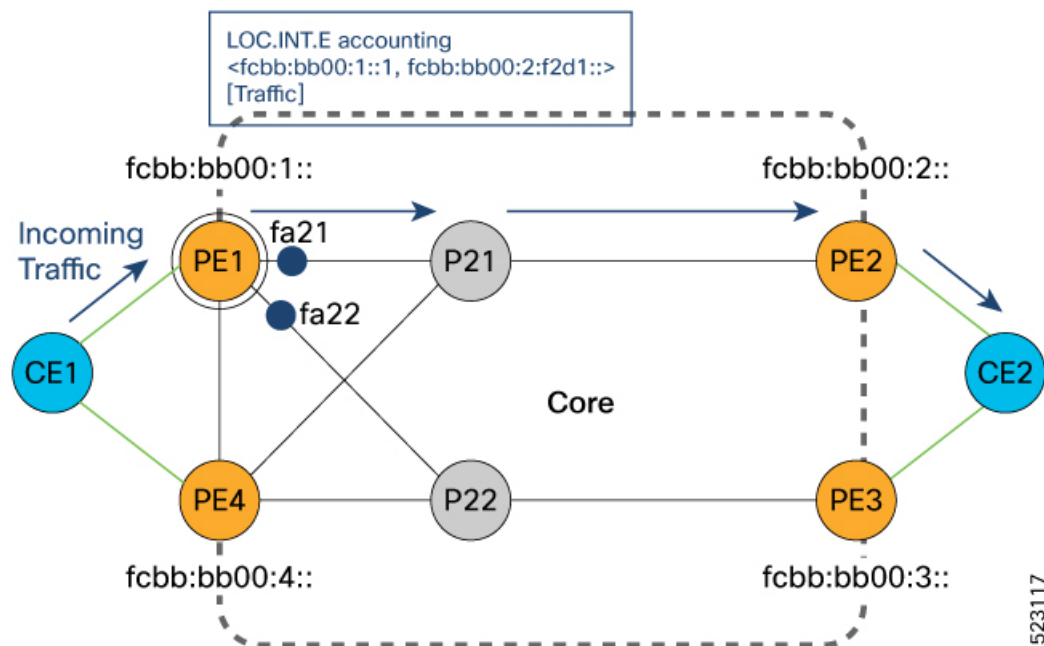 LOC.INT.E accounting
<fcbb:bb00:1::1, fcbb:bb00:2:f2d1::>
[Traffic]
fcbb:bb00:1::
fcbb:bb00:2::
Incoming
Traffic
PE1
fa21
P21
PE2
fa22
CE1
CE2
Core
PE4
P22
PE3
fcbb:bb00:4::
fcbb:bb00:3::
523117